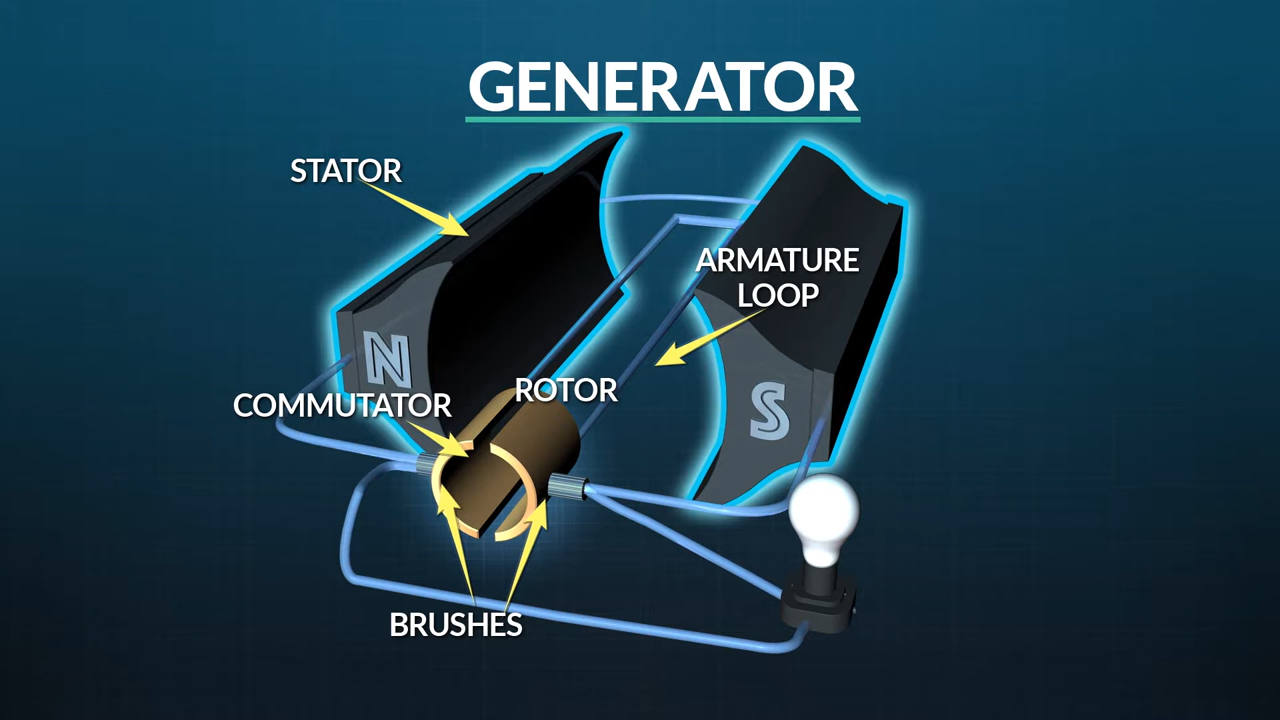 GENERATOR
STATOR
ARMATURE
LOOP
N
ROTOR
COMMUTATOR
S
BRUSHES